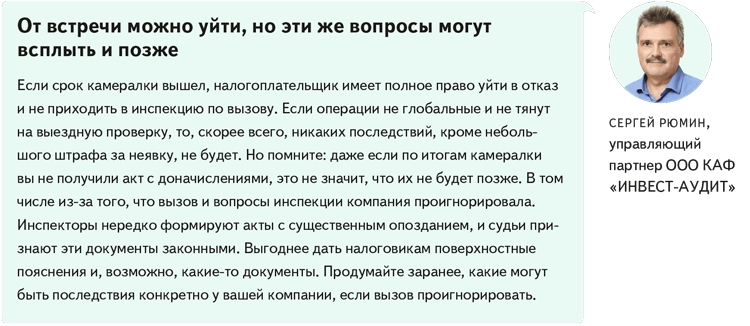 От встречи можно уйти, но эти же вопросы могут
всплыть и позже
Если срок камералки вышел, налогоплательщик имеет полное право уйти в отказ
и не приходить в инспекцию по вызову. Если операции не глобальные и не тянут
на выездную проверку, то, скорее всего, никаких последствий, кроме неболь-
шого штрафа за неявку, не будет. Но помните: даже если по итогам камералки
вы не получили акт с доначислениями, это не значит, что их не будет позже. В том
числе из-за того, что вызов и вопросы инспекции компания проигнорировала.
Инспекторы нередко формируют акты с существенным опозданием, и судьи при-
знают эти документы законными. Выгоднее дать налоговикам поверхностные
пояснения и, возможно, какие-то документы. Продумайте заранее, какие могут
быть последствия конкретно у вашей компании, если вызов проигнорировать.
СЕРГЕЙ РЮМИН,
управляющий
партнер ООО КАФ
«ИНВЕСТ-АУДИТ»